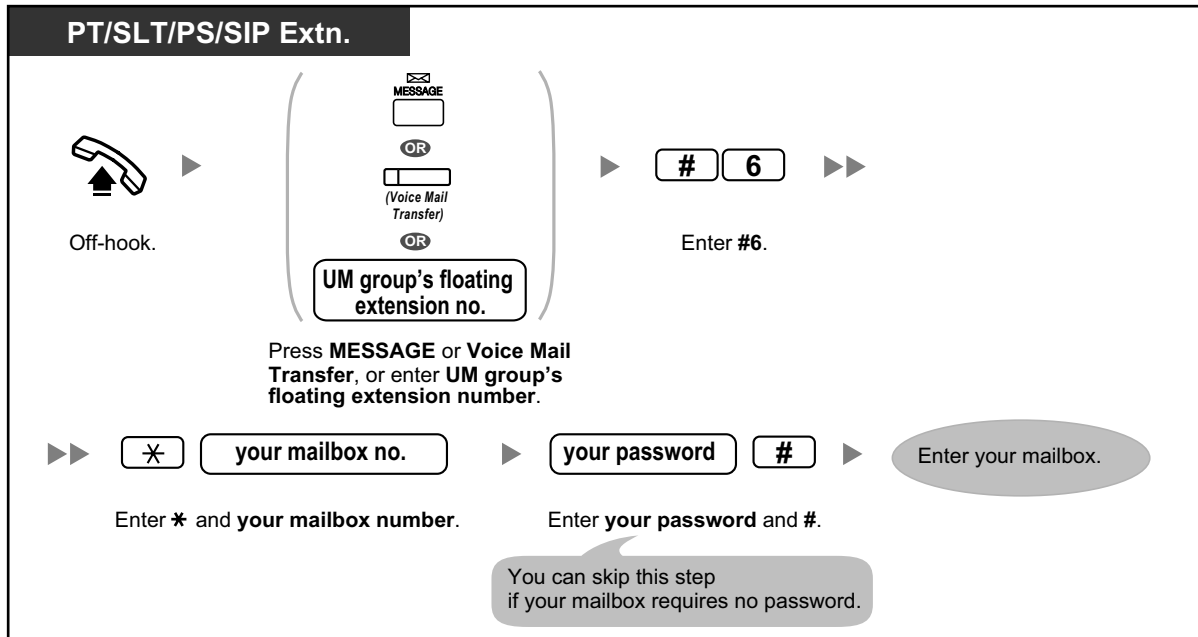 PT/SLT/PS/SIP Extn.
MESSAGE
OR
(Voice Mail
Transfer)
OR
UM group's floating
extension no.
# 6
Off-hook.
Enter #6.
Press MESSAGE or Voice Mail
Transfer, or enter UM group's
floating extension number.
* your mailbox no.
your password #
Enter your mailbox.
Enter * and your mailbox number.
Enter your password and #.
You can skip this step
if your mailbox requires no password.